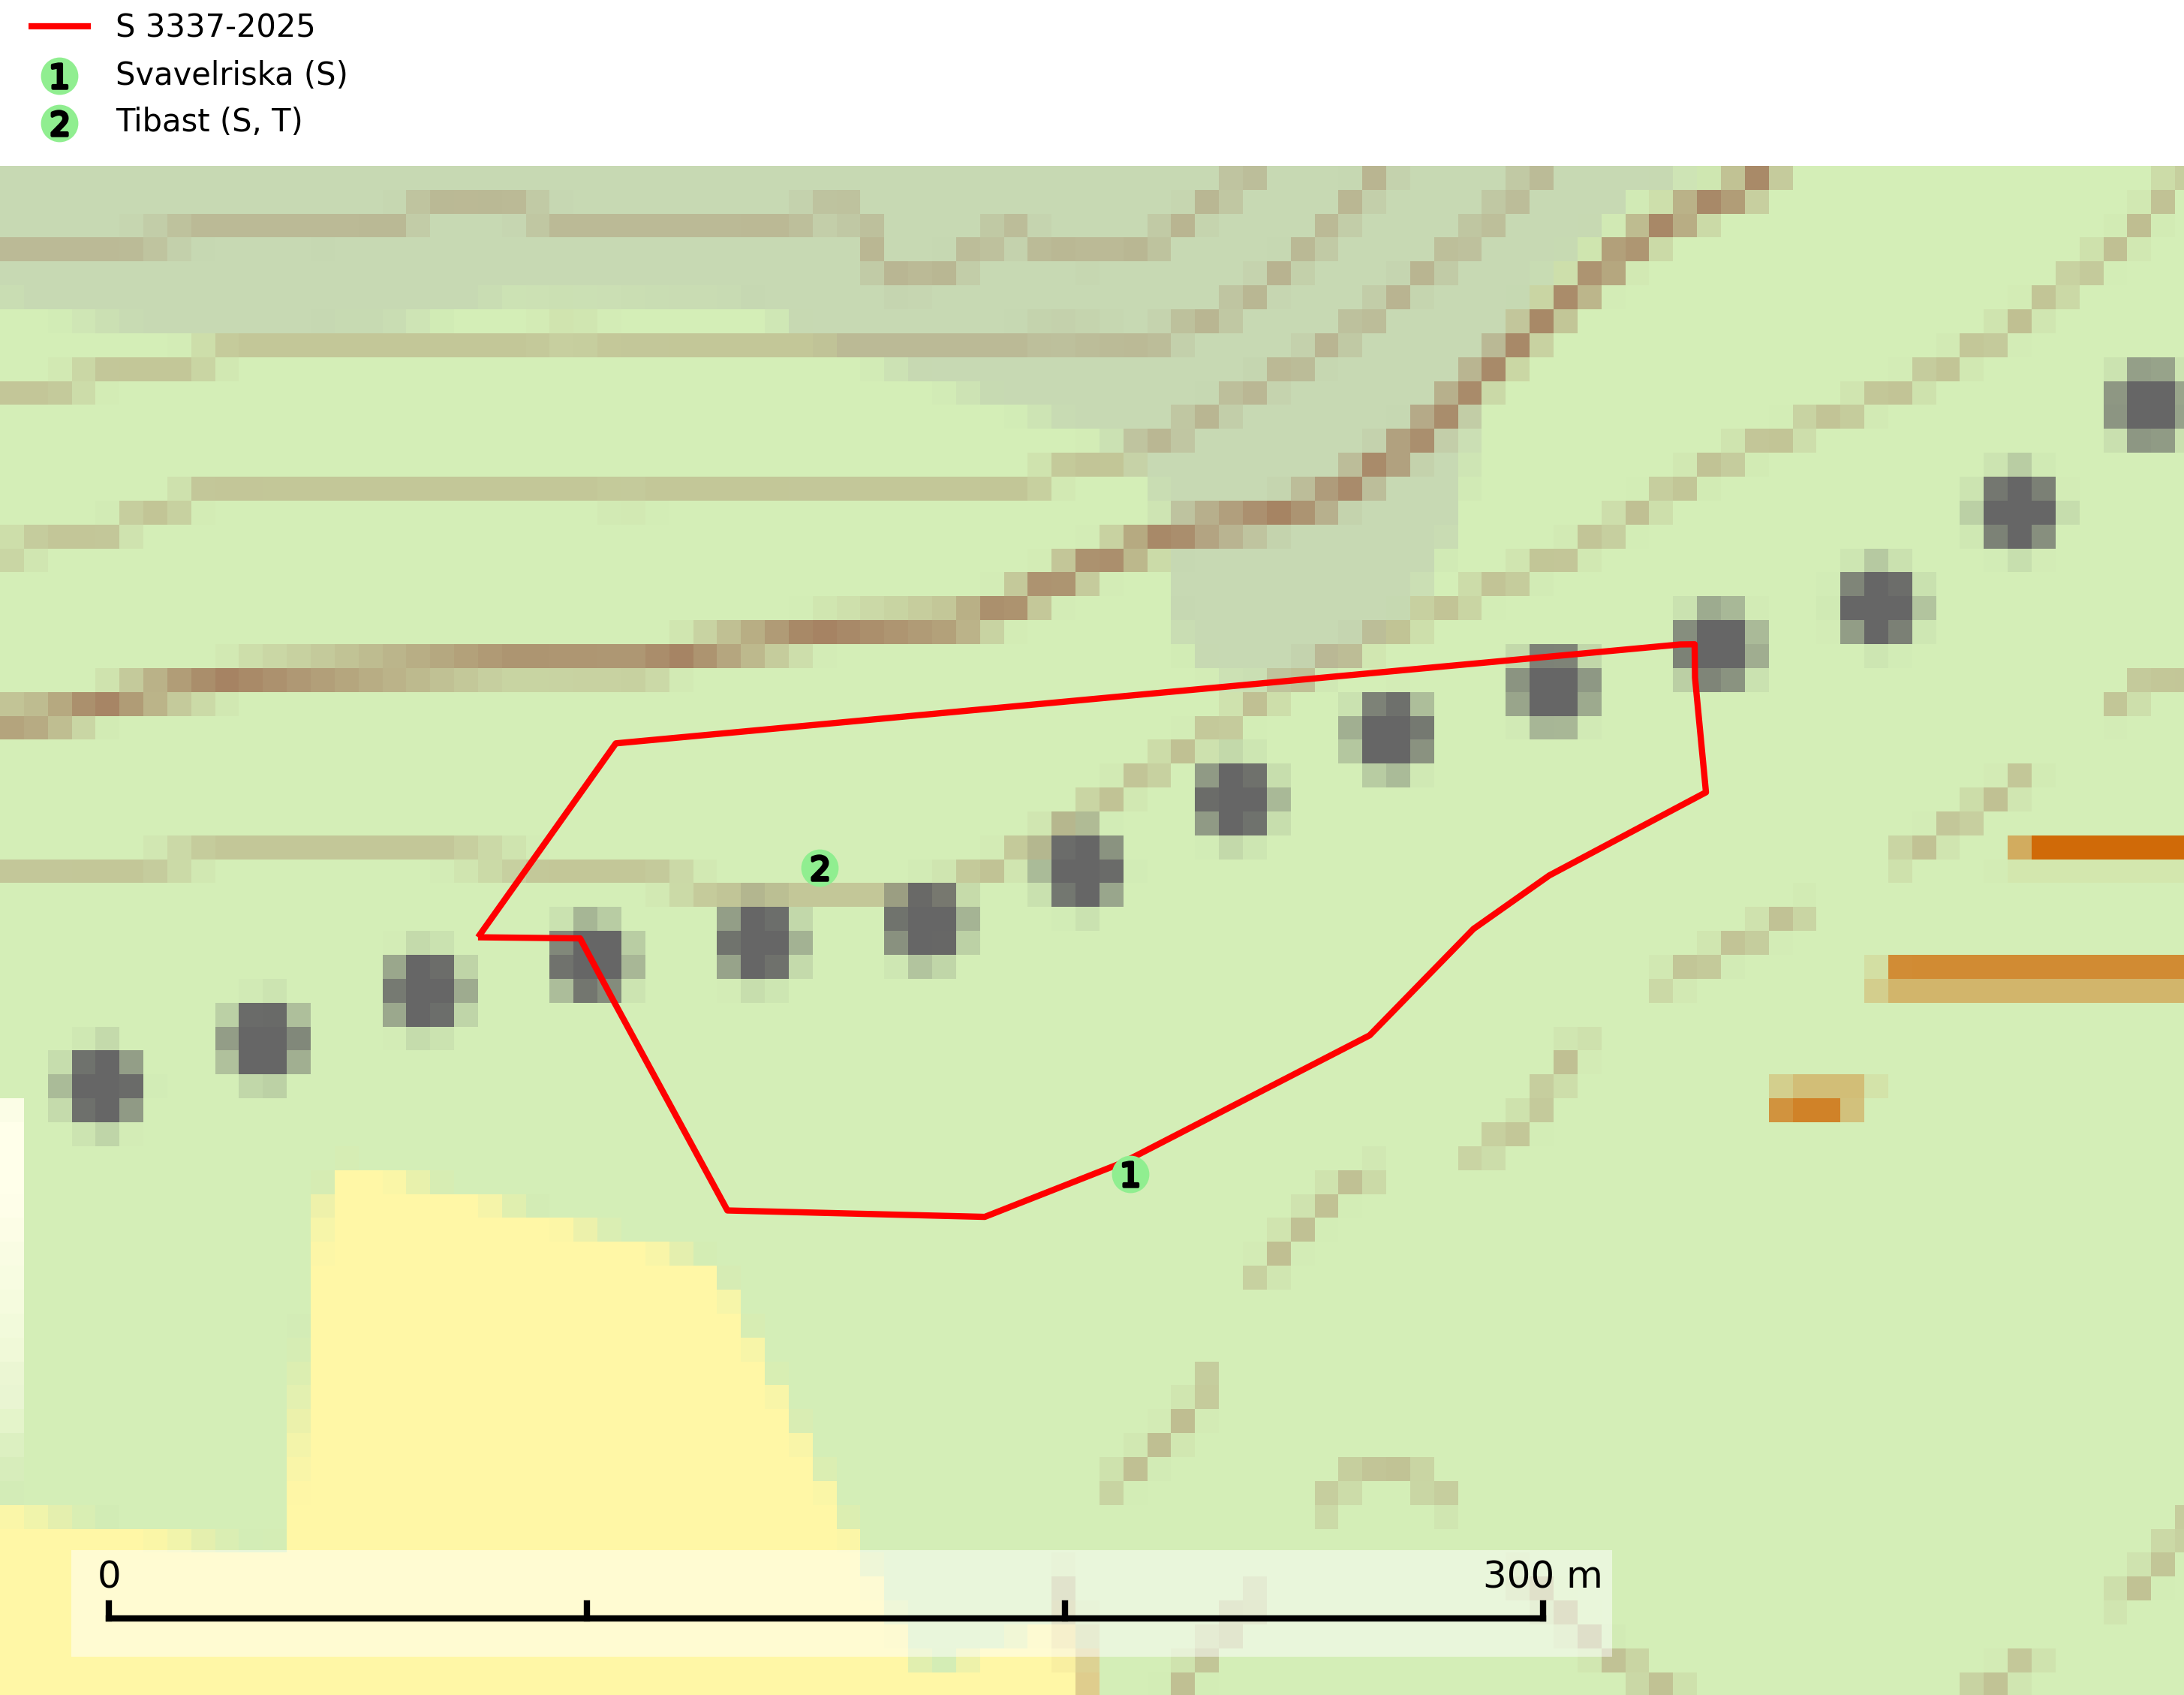 S 3337-2025
1 Svavelriska (S)
2 Tibast (S, T)
2
1
0 300 m